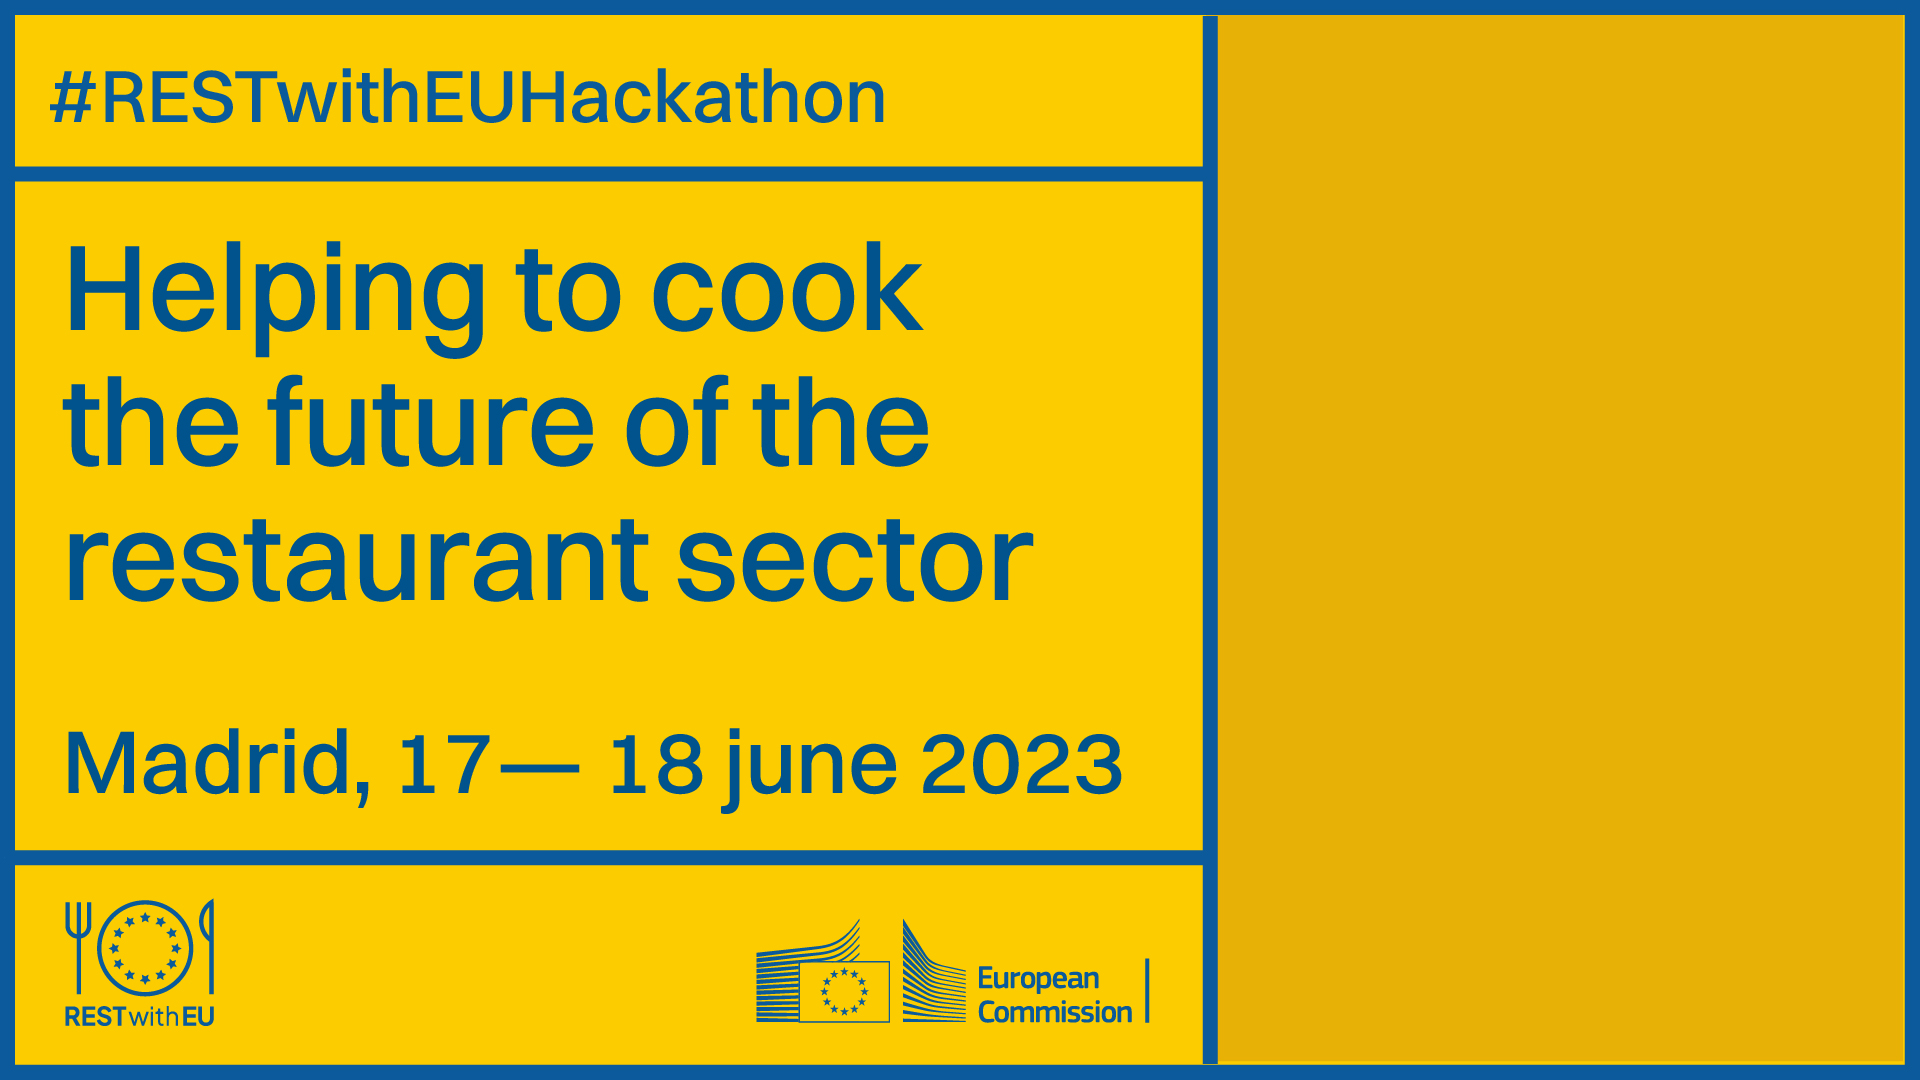 #RESTwithEUHackathon
Helping to cook
the future of the
restaurant sector
Madrid, 17— 18 june 2023
RESTwithEU
European
Commission